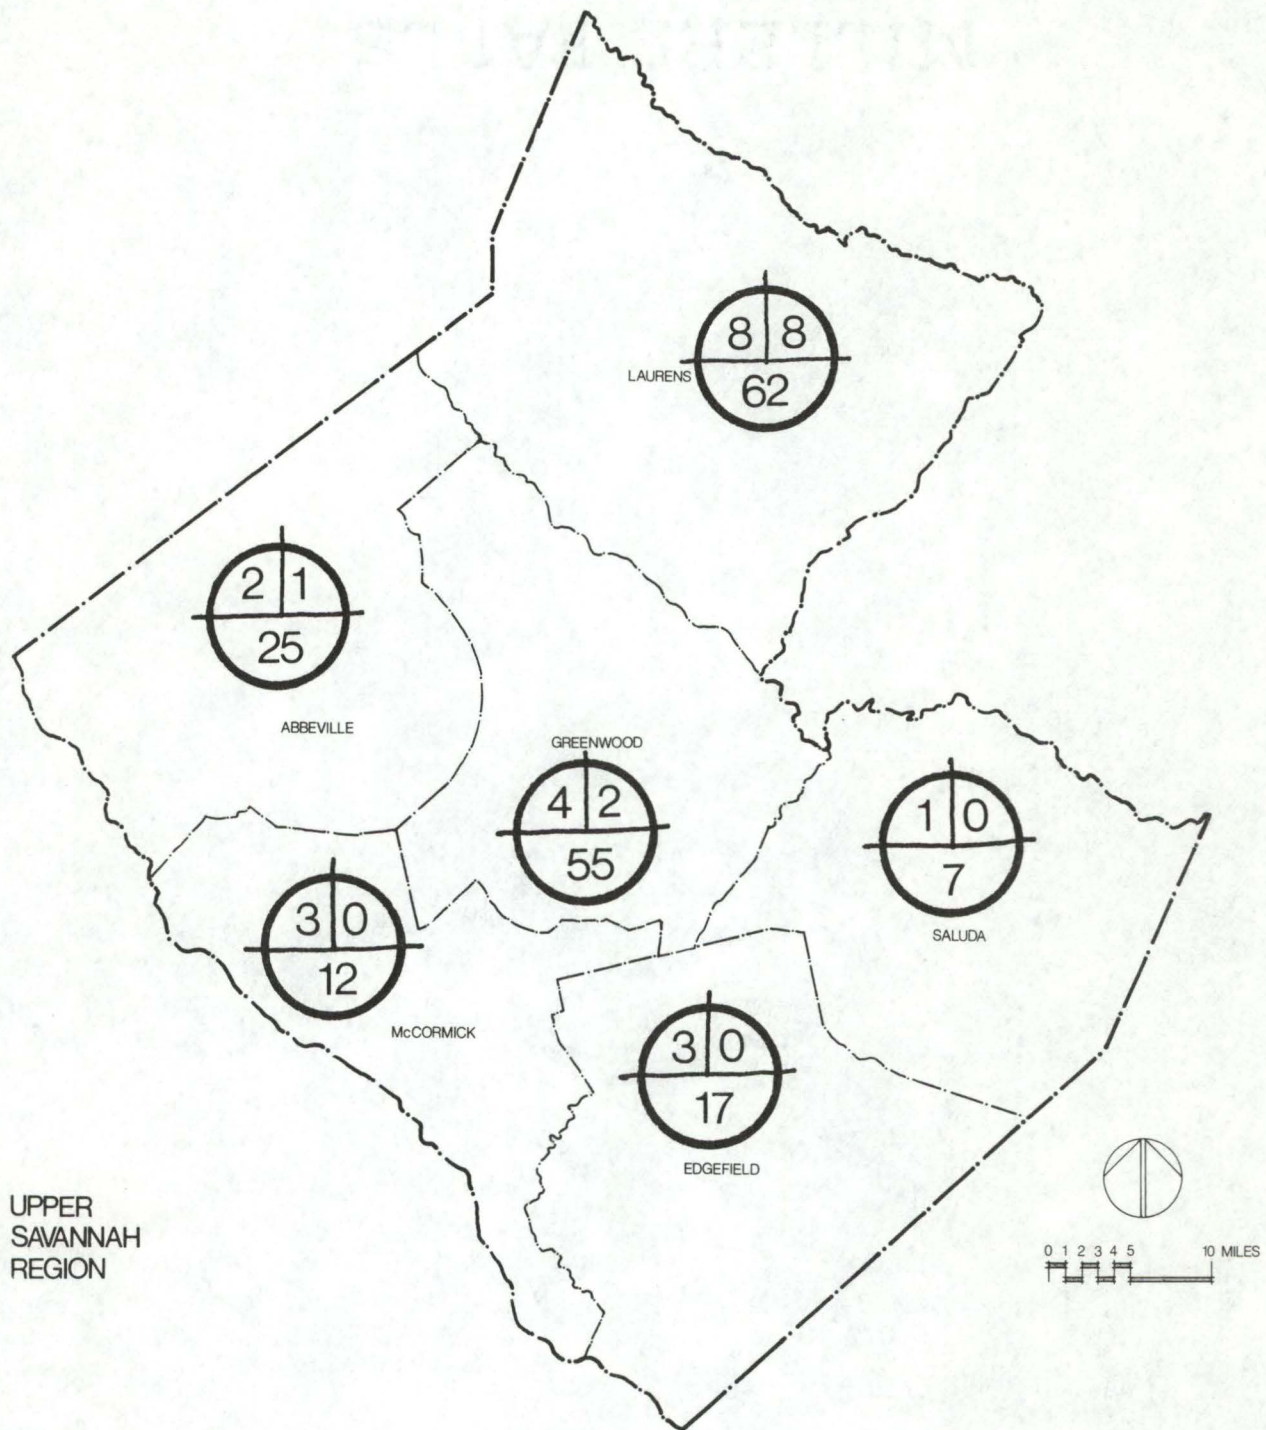 8 8
LAURENS
62
2 1
25
ABBEVILLE
GREENWOOD
4 2
55
1 0
7
SALUDA
3 0
12
McCORMICK
3 0
17
EDGEFIELD
UPPER
SAVANNAH
REGION
0 1 2 3 4 5 10 MILES